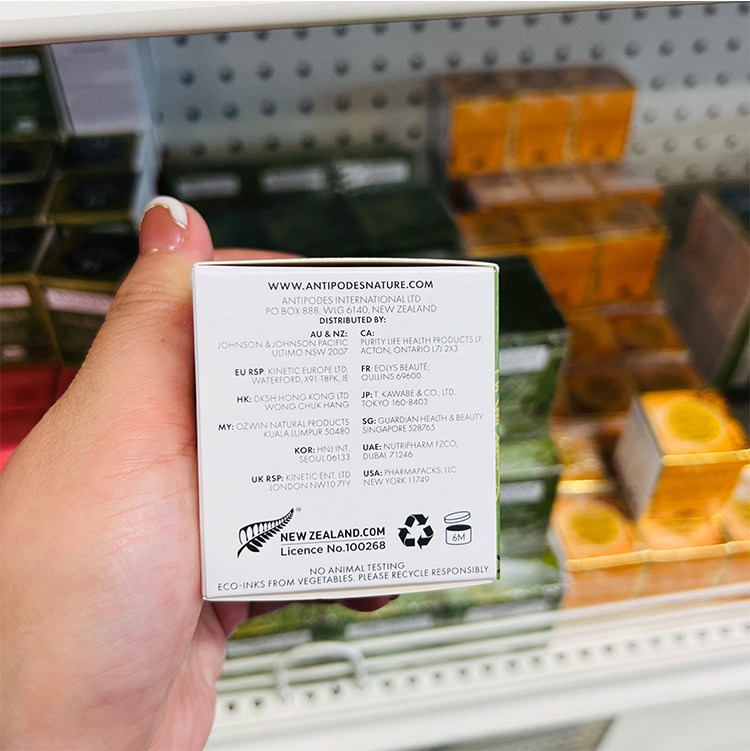 WWW.ANTIPODESNATURE.COM
ANTIPODES INTERNATIONAL LTD
PO BOX 888, WLG 6140, NEW ZEALAND
DISTRIBUTED BY:
AU & NZ:
JOHNSON & JOHNSON PACIFIC
ULTIMO NSW 2007
EU RSP: KINETIC EUROPE LTD,
WATERFORD, X91 T8PK, IE
HK: DKSH HONG KONG LTD
WONG CHUK HANG
MY: OZWIN NATURAL PRODUCTS
KUALA LUMPUR 50480
KOR: HNJ INT.
SEOUL 06133
UK RSP: KINETIC ENT. LTD
LONDON NW10 7FY
CA:
PURITY LIFE HEALTH PRODUCTS LP,
ACTON, ONTARIO L7J 2X3
FR: EOLYS BEAUTÉ,
OULLINS 69600
JP: T. KAWABE & CO. LTD.
TOKYO 160-8403
SG: GUARDIAN HEALTH & BEAUTY
SINGAPORE 528765
UAE: NUTRIPHARM FZCO,
DUBAI 71246
USA: PHARMAPACKS, LLC
NEW YORK 11749
™
NEWZEALAND.COM
Licence No.100268
6M
NO ANIMAL TESTING
ECO-INKS FROM VEGETABLES. PLEASE RECYCLE RESPONSIBLY.